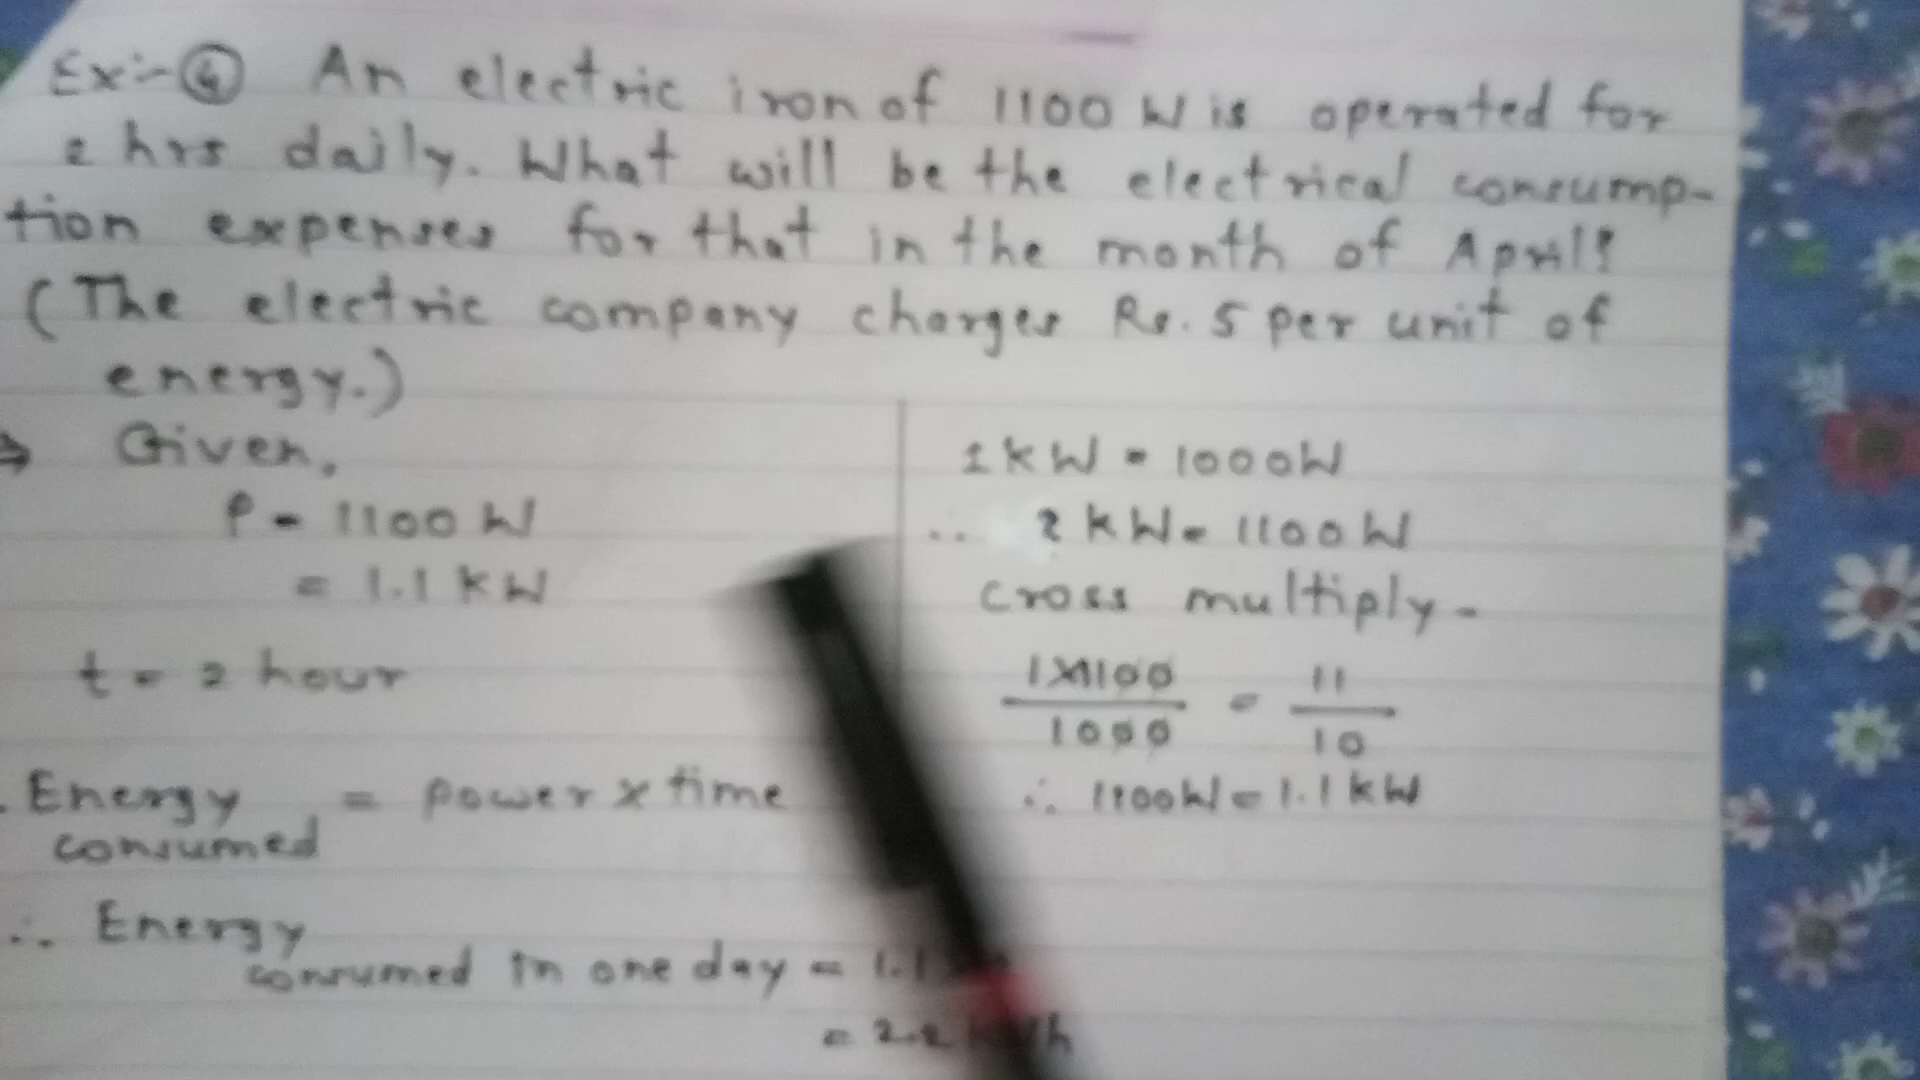 Ex:- ④ An electric iron of 1100 W is operated for
2 hrs daily. What will be the electrical consump-
tion expenses for that in the month of April?
(The electric company charges Rs. 5 per unit of
energy.)
⇒ Given,
P = 1100 W
= 1.1 kW
t = 2 hour
Energy = power x time
consumed
∴ Energy
consumed in one day = 1.1
= 2.2
1 kW = 1000W
∴ ? kW = 1100W
cross multiply -
1x1100 / 1000 = 11 / 10
∴ 1100W = 1.1 kW